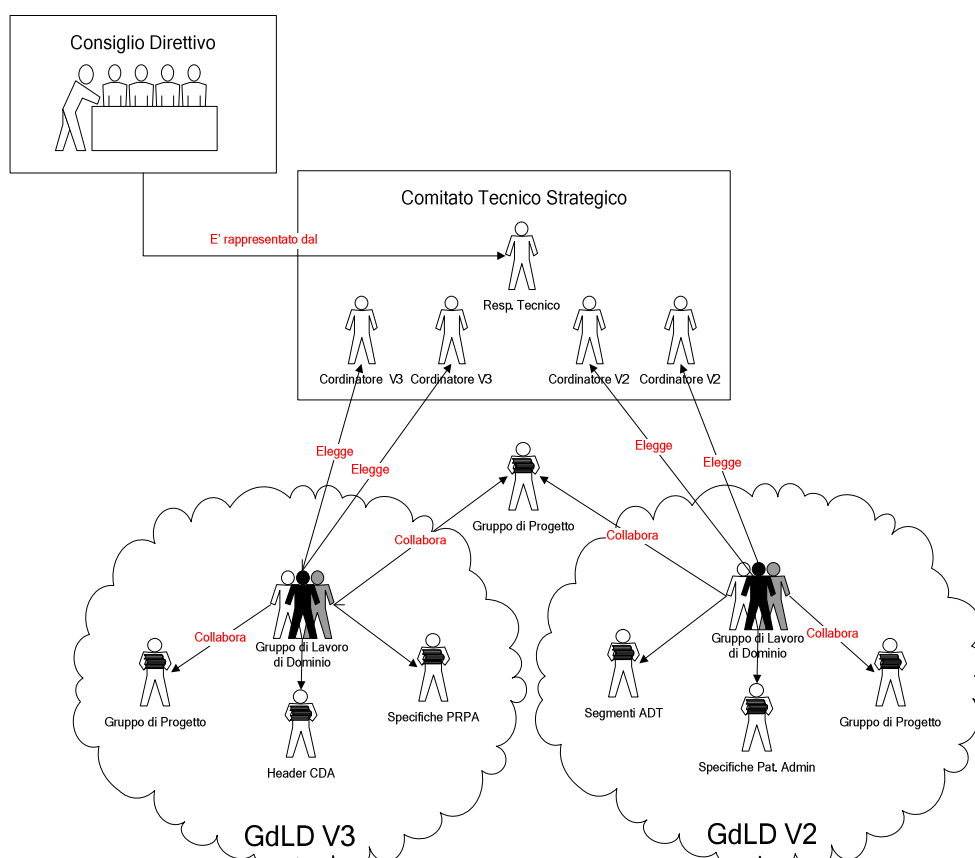 Consiglio Direttivo
Comitato Tecnico Strategico
E' rappresentato dal
Resp. Tecnico
Cordinatore V3
Cordinatore V3
Cordinatore V2
Cordinatore V2
Elegge
Elegge
Elegge
Elegge
Gruppo di Progetto
Collabora
Collabora
Collabora
Gruppo di Lavoro
di Dominio
Gruppo di Progetto
Specifiche PRPA
Header CDA
GdLD V3
Gruppo di Lavoro
di Dominio
Collabora
Segmenti ADT
Gruppo di Progetto
Specifiche Pat. Admin
GdLD V2